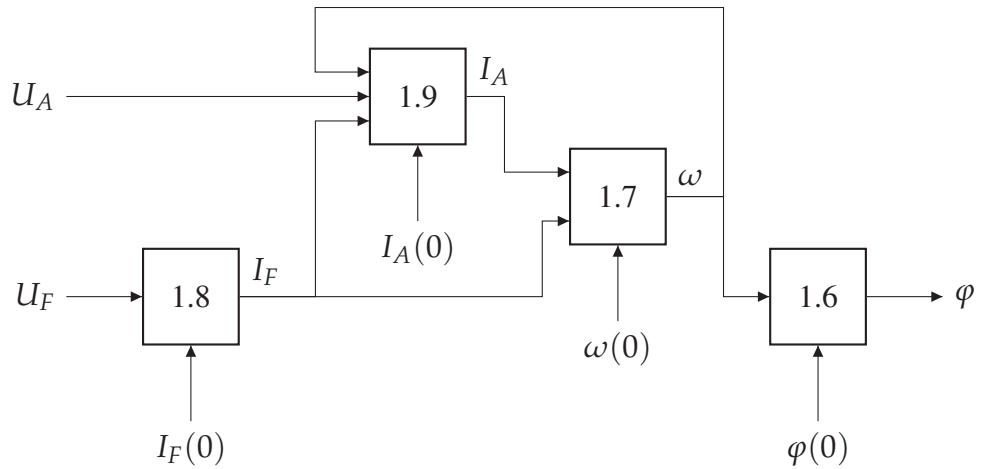 I_A
U_A
1.9
1.7
ω
I_A(0)
I_F
U_F
1.8
1.6
φ
ω(0)
I_F(0)
φ(0)